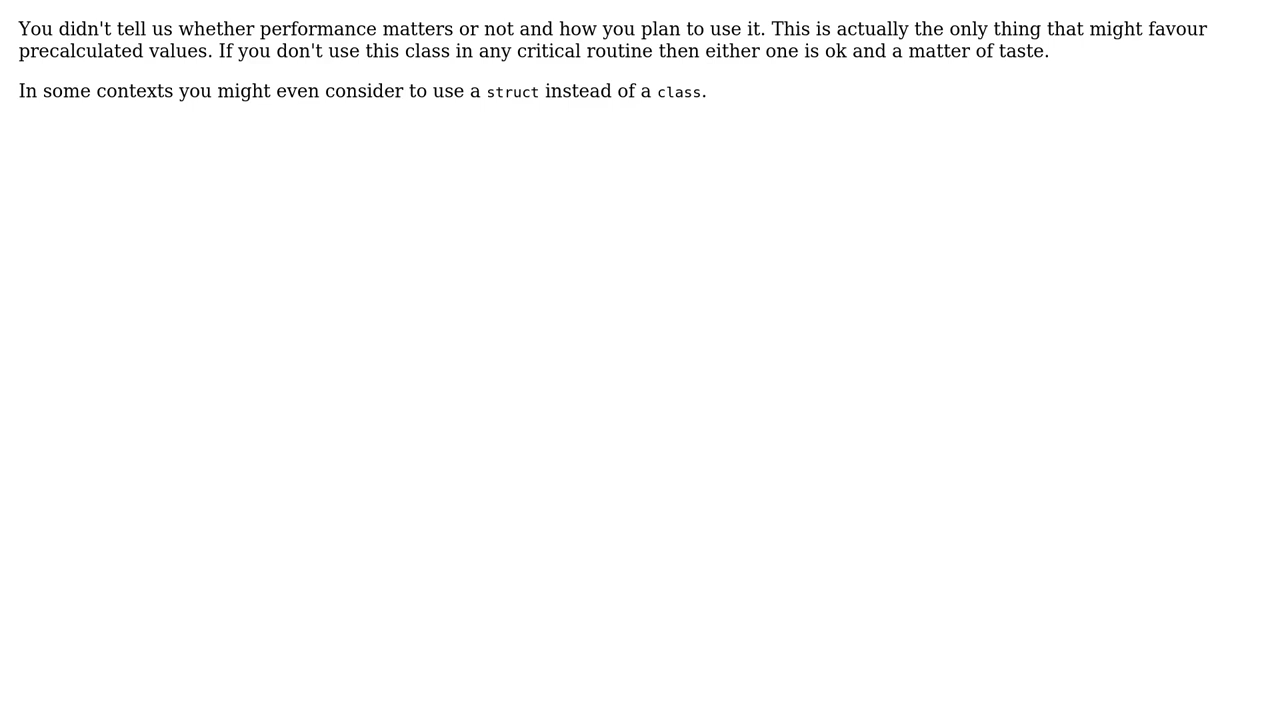 You didn't tell us whether performance matters or not and how you plan to use it. This is actually the only thing that might favour
precalculated values. If you don't use this class in any critical routine then either one is ok and a matter of taste.
In some contexts you might even consider to use a struct instead of a class.